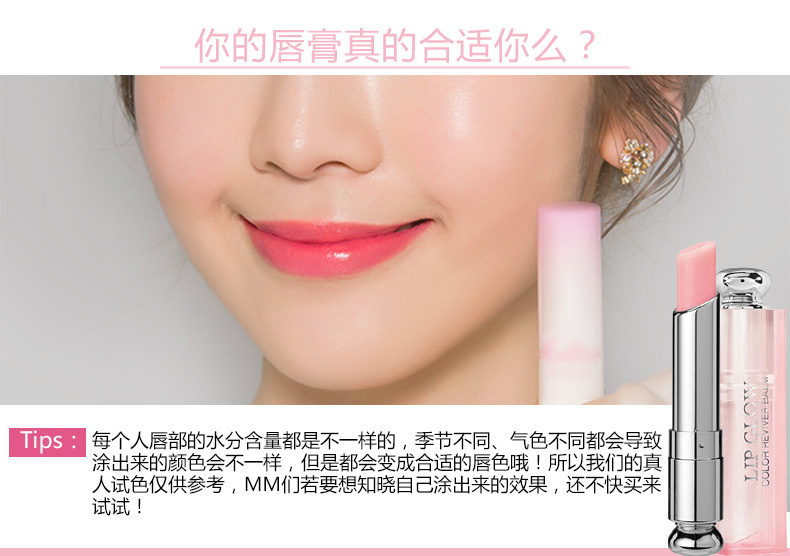 你的唇膏真的合适你么？
Tips：
每个人唇部的水分含量都是不一样的，季节不同、气色不同都会导致
涂出来的颜色会不一样，但是都会变成合适的唇色哦！所以我们的真
人试色仅供参考，MM们若要想知晓自己涂出来的效果，还不快买来
试试！
LIP GLOW
COLOR REVIVER BALM